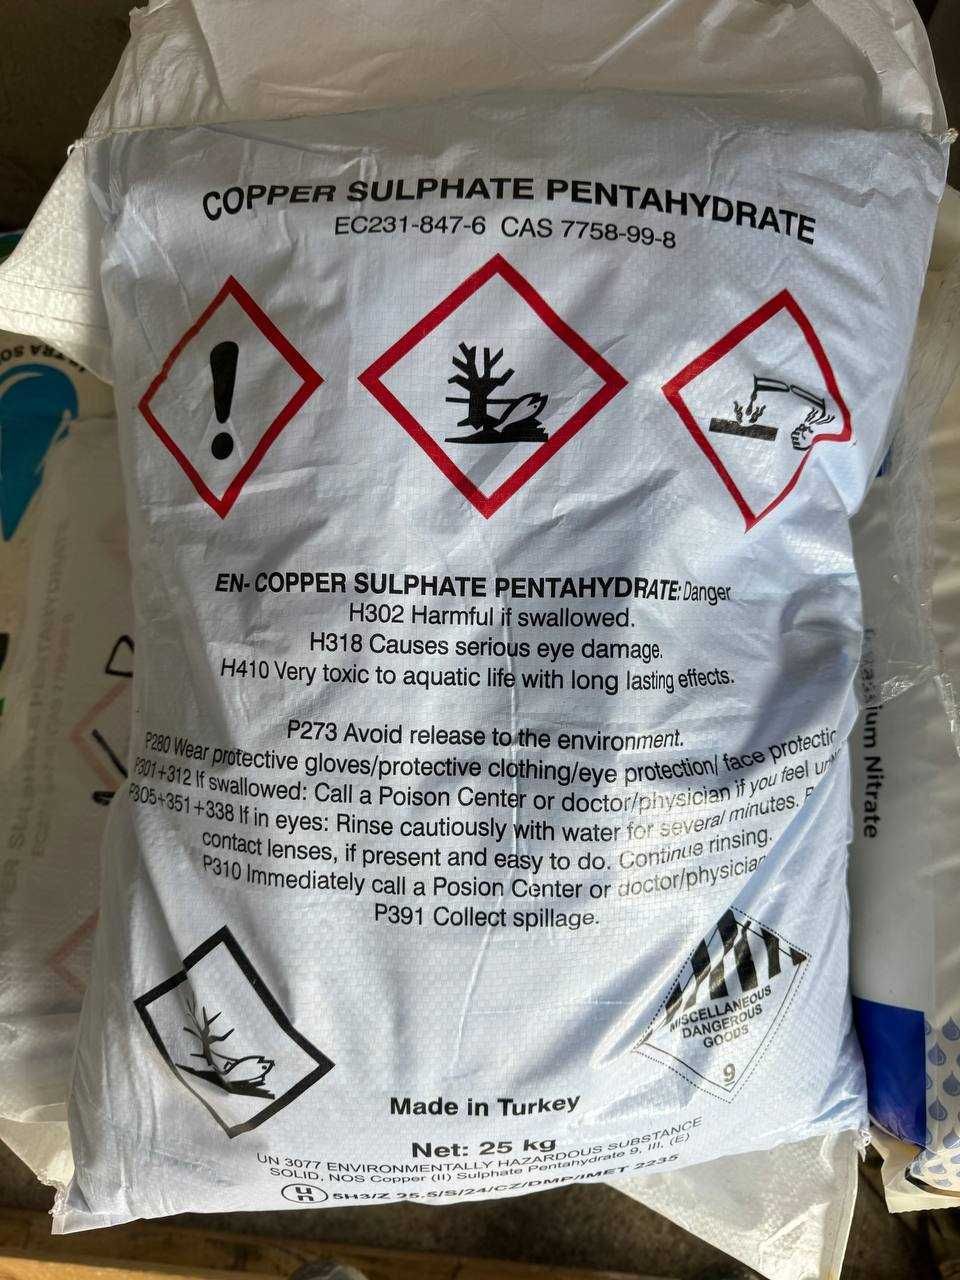 COPPER SULPHATE PENTAHYDRATE
EC231-847-6 CAS 7758-99-8
EN- COPPER SULPHATE PENTAHYDRATE: Danger
H302 Harmful if swallowed.
H318 Causes serious eye damage.
H410 Very toxic to aquatic life with long lasting effects.
P273 Avoid release to the environment.
P280 Wear protective gloves/protective clothing/eye protection/ face protectio
P301+312 If swallowed: Call a Poison Center or doctor/physician if you feel
P305+351+338 If in eyes: Rinse cautiously with water for several minutes.
contact lenses, if present and easy to do. Continue rinsing.
P310 Immediately call a Posion Center or doctor/physician
P391 Collect spillage.
MISCELLANEOUS
DANGEROUS
GOODS
9
Made in Turkey
Net: 25 kg
UN 3077 ENVIRONMENTALLY HAZARDOUS SUBSTANCE
SOLID, NOS Copper (II) Sulphate Pentahydrate 9, III, (E)
un 5H3/Z 25.5/S/24/CZ/DMP/IMET 2235
ium Nitrate